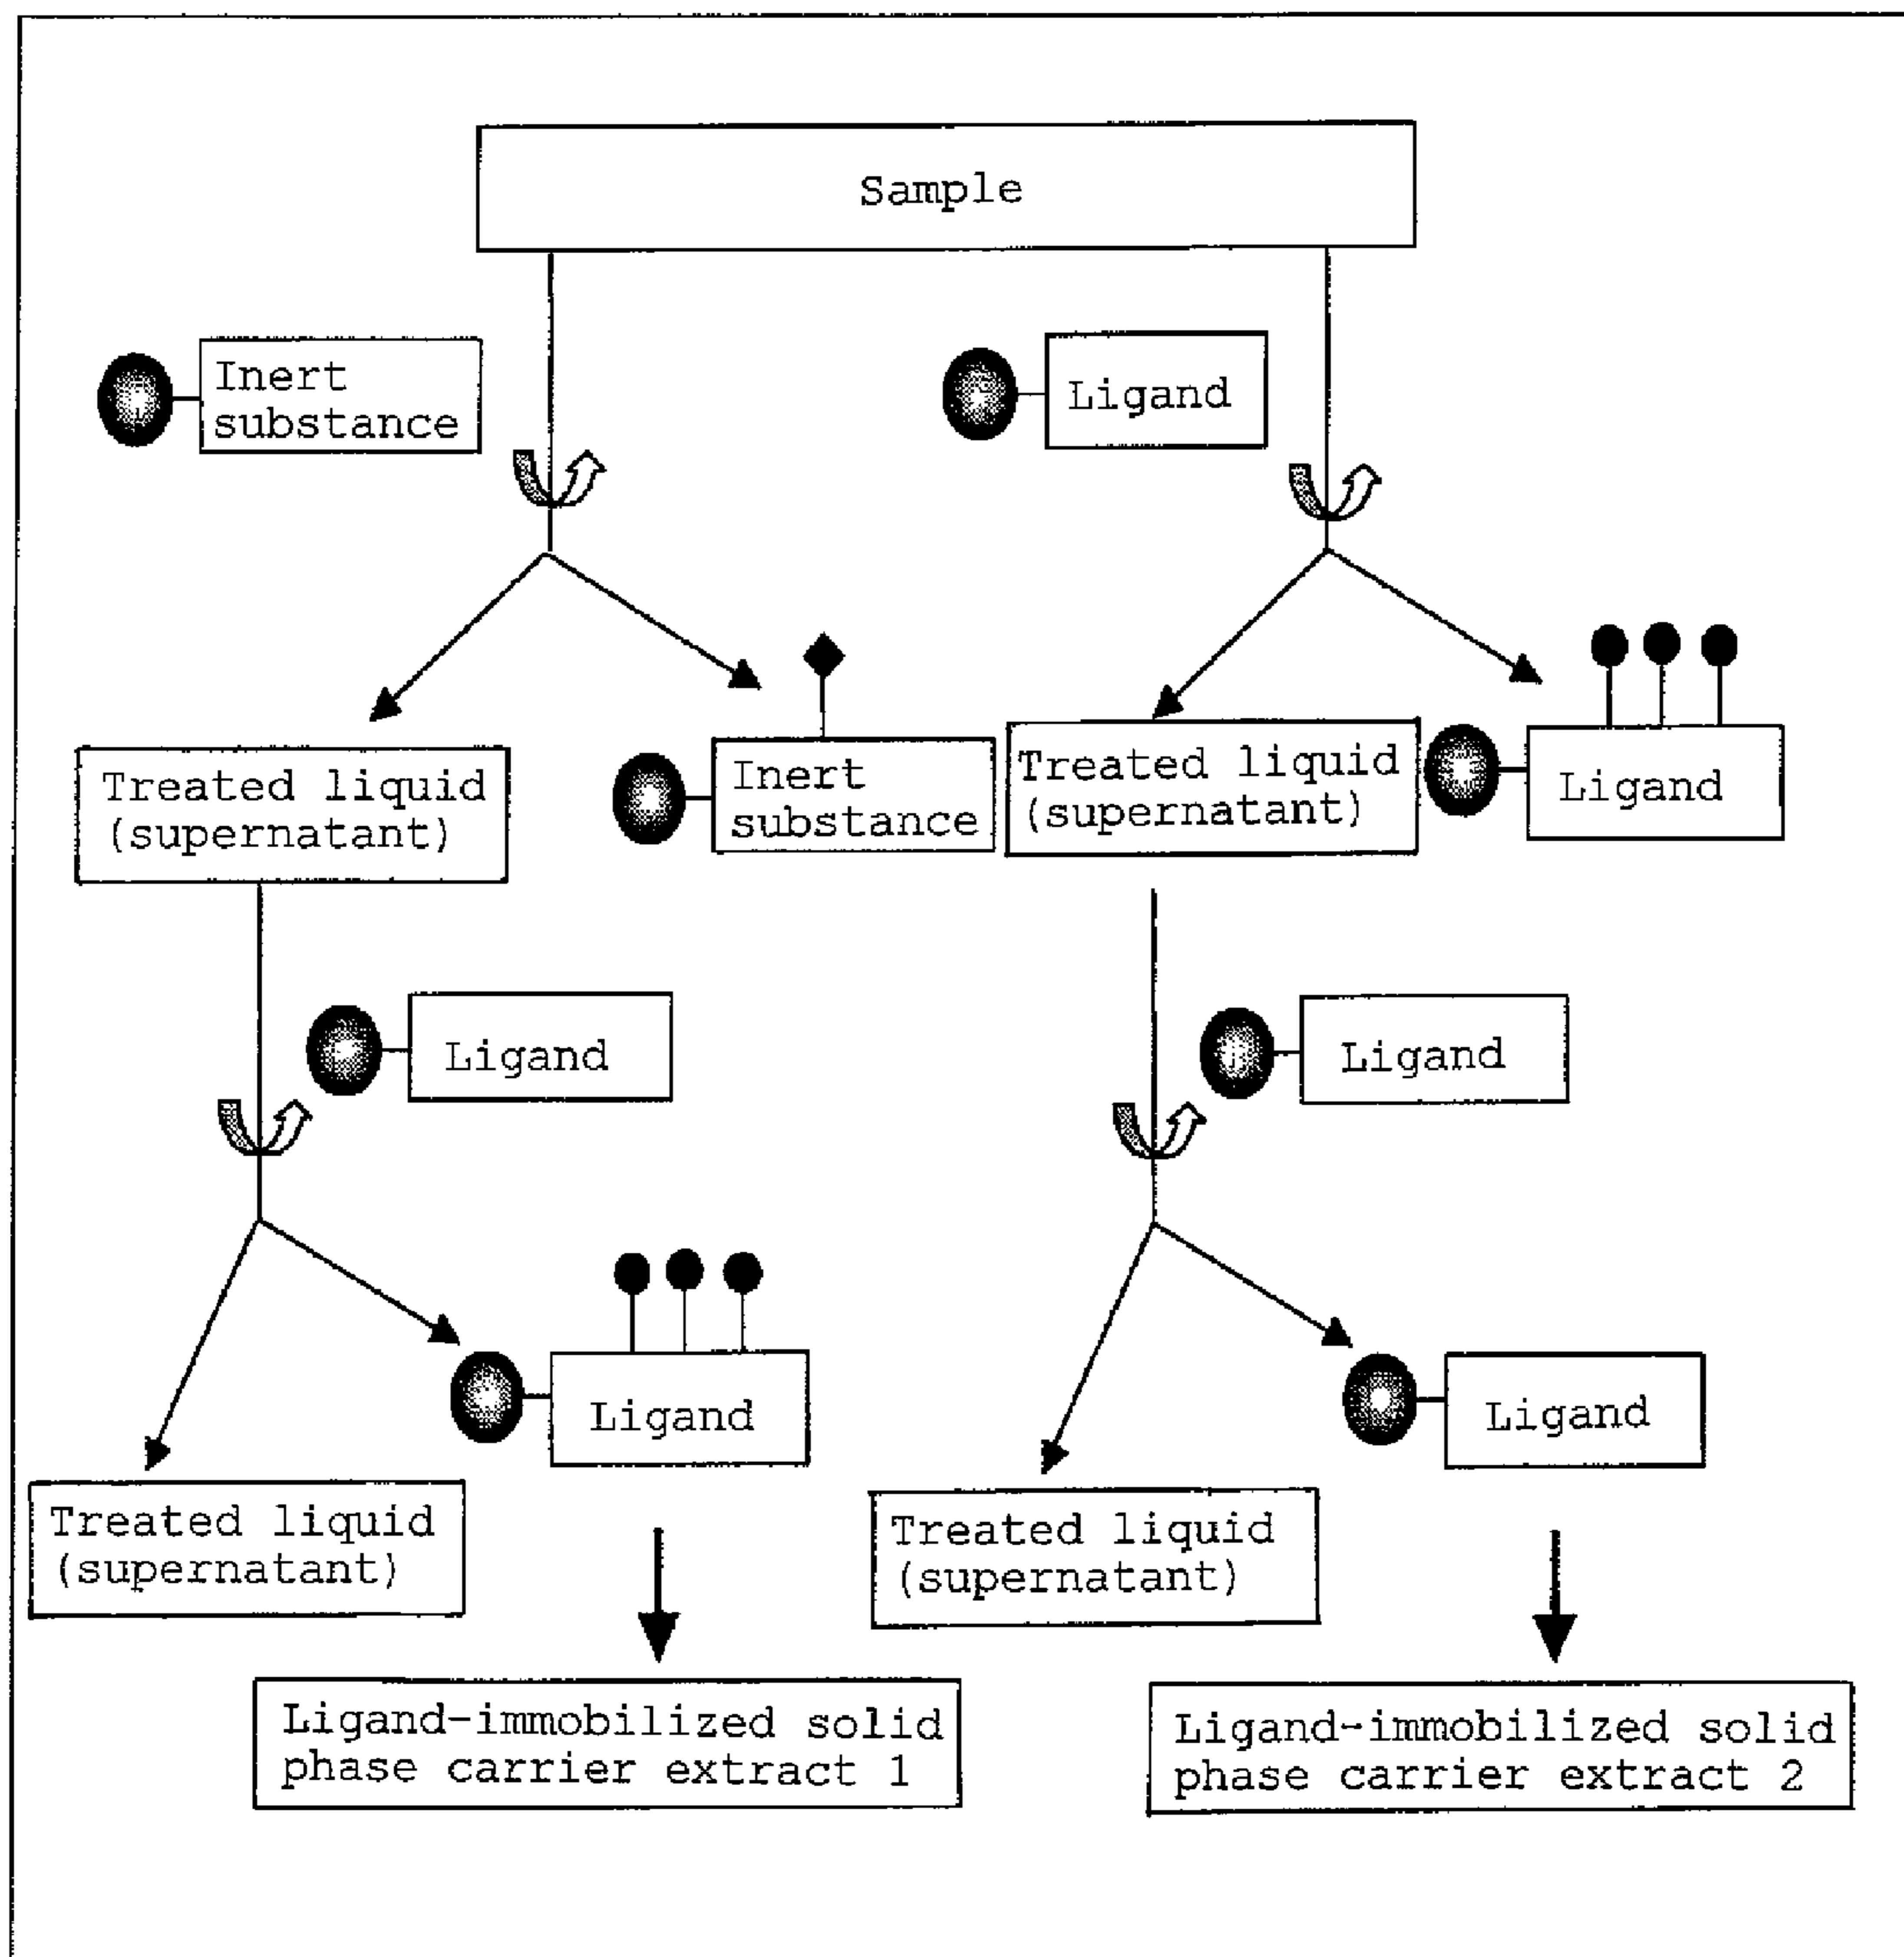 Sample
Inert
substance
Ligand
Treated liquid
(supernatant)
Inert
substance
Treated liquid
(supernatant)
Ligand
Ligand
Ligand
Ligand
Ligand
Treated liquid
(supernatant)
Treated liquid
(supernatant)
Ligand-immobilized solid
phase carrier extract 1
Ligand-immobilized solid
phase carrier extract 2